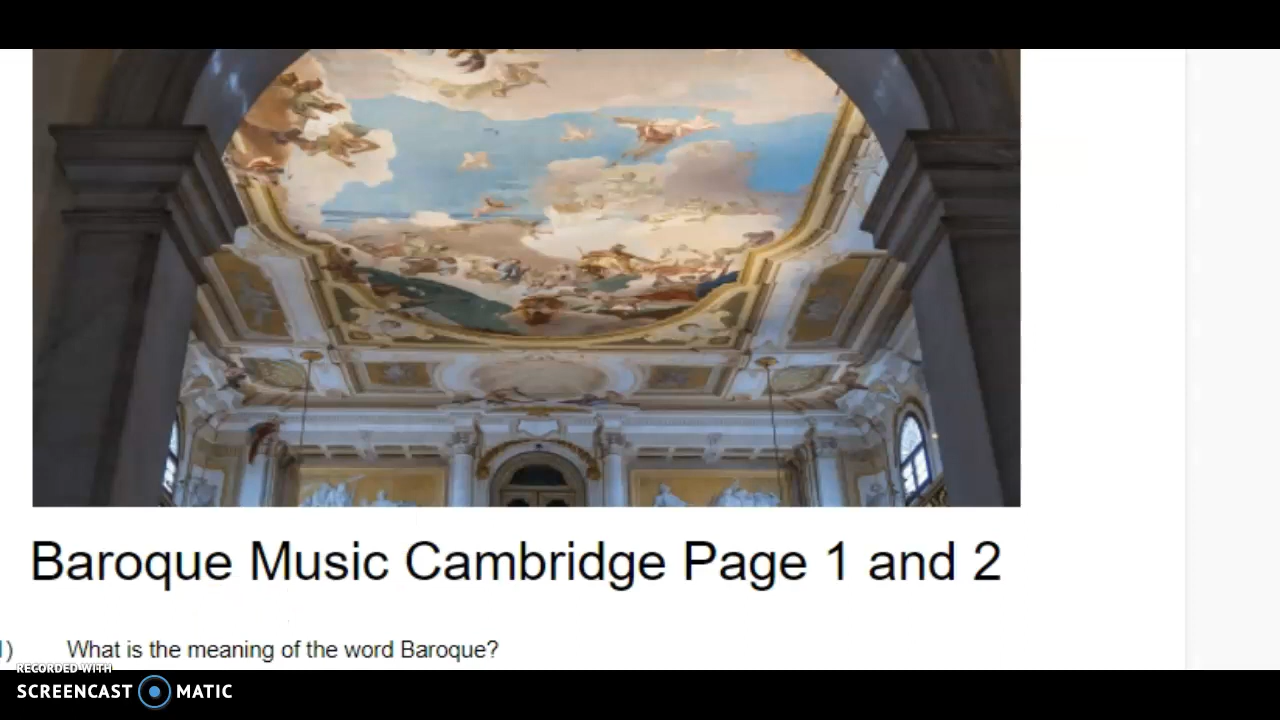 Baroque Music Cambridge Page 1 and 2
What is the meaning of the word Baroque?
RECORDED WITH
SCREENCAST MATIC